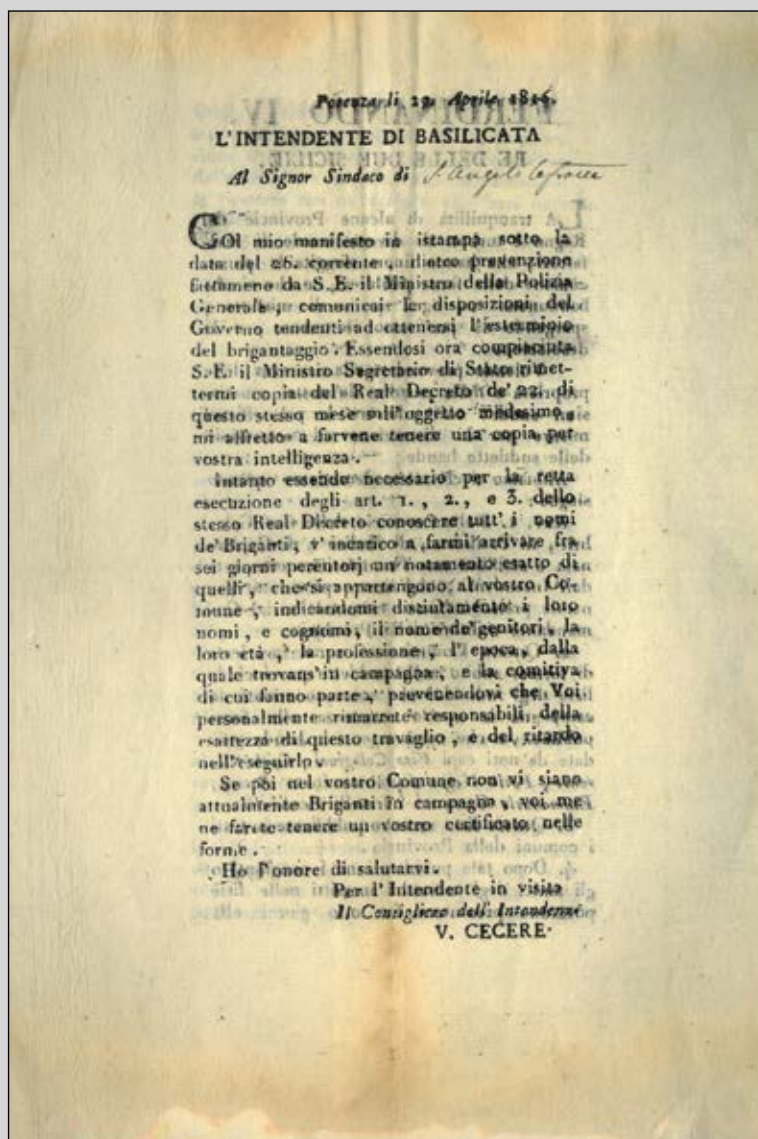 Potenza li 29. Aprile 1816.
L'INTENDENTE DI BASILICATA
Al Signor Sindaco di S. Angelo
COl mio manifesto in istampa sotto la
data del 26. corrente, dietro prevenzione
fattamene da S. E. il Ministro della Polizia
Generale, comunicai le disposizioni del
Governo tendenti ad ottenersi l'esterminio
del brigantaggio. Essendosi ora compiaciuta
S. E. il Ministro Segretario di Stato rimet-
termi copia del Real Decreto de' 22. di
questo stesso mese sull'oggetto medesimo,
mi affretto a farvene tenere una copia per
vostra intelligenza.
Intanto essendo necessario per la retta
esecuzione degli art. 1., 2., e 3. dello
stesso Real Decreto conoscere tutt' i nomi
de' Briganti, v' incarico a farmi arrivare fra
sei giorni perentorj un notamento esatto di
quelli, che si appartengono al vostro Co-
mune, indicandomi distintamente i loro
nomi, e cognomi, il nome de' genitori, la
loro età, la professione, l' epoca, dalla
quale trovans' in campagna, e la comitiva
di cui fanno parte, prevenendovi che Voi
personalmente rimarrete responsabili della
esattezza di questo travaglio, e del ritardo
nell' eseguirlo.
Se poi nel vostro Comune non vi siano
attualmente Briganti in campagna, voi me
ne farete tenere un vostro certificato nelle
forme.
Ho l' onore di salutarvi.
Per l' Intendente in visita
Il Consigliere dell' Intendenza
V. CECERE.